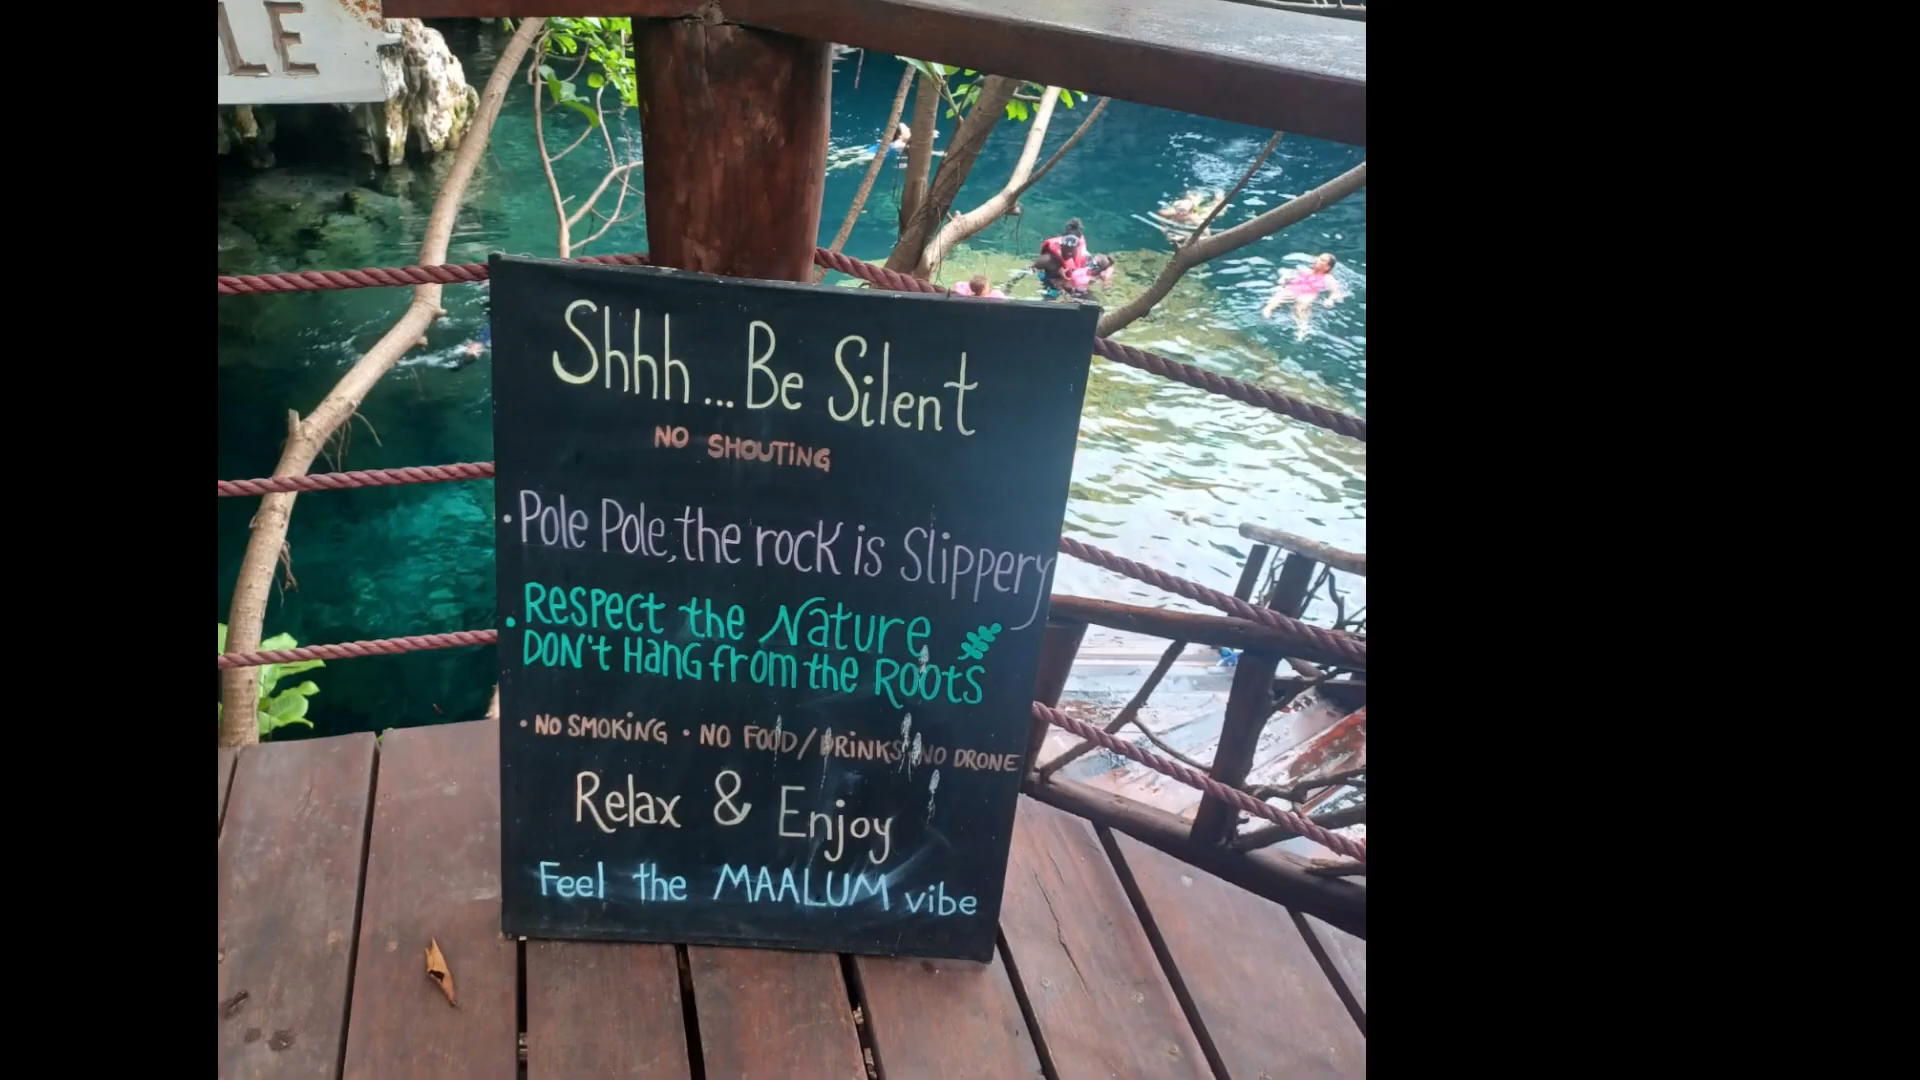 LE
Shhh...Be Silent
NO SHOUTING
• Pole Pole, the rock is Slippery
• RESPECT the Nature
DON't HanG from the ROOtS
• NO SMOKiNG • NO FOOD/DRINKS NO DRONE
Relax & Enjoy
Feel the MAALUM vibe